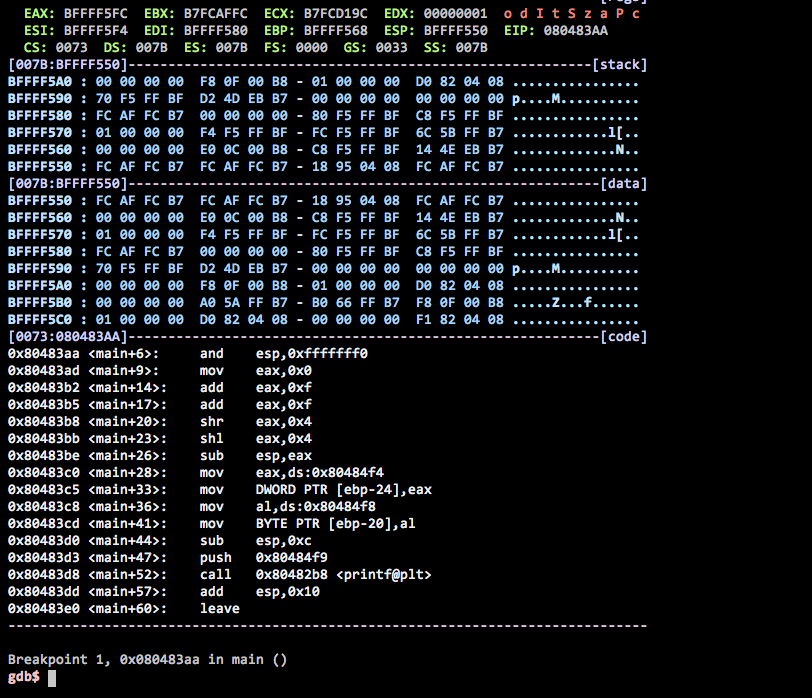 EAX: BFFFF5FC EBX: B7FCAFFC ECX: B7FCD19C EDX: 00000001 o d I t S z a P c
ESI: BFFFF5F4 EDI: BFFFF580 EBP: BFFFF568 ESP: BFFFF550 EIP: 080483AA
CS: 0073 DS: 007B ES: 007B FS: 0000 GS: 0033 SS: 007B
[007B:BFFFF550]----------------------------------------------------------[stack]
BFFFF5A0 : 00 00 00 00 F8 0F 00 B8 - 01 00 00 00 D0 82 04 08 ................
BFFFF590 : 70 F5 FF BF D2 4D EB B7 - 00 00 00 00 00 00 00 00 p....M..........
BFFFF580 : FC AF FC B7 00 00 00 00 - 80 F5 FF BF C8 F5 FF BF ................
BFFFF570 : 01 00 00 00 F4 F5 FF BF - FC F5 FF BF 6C 5B FF B7 ............l[..
BFFFF560 : 00 00 00 00 E0 0C 00 B8 - C8 F5 FF BF 14 4E EB B7 .............N..
BFFFF550 : FC AF FC B7 FC AF FC B7 - 18 95 04 08 FC AF FC B7 ................
[007B:BFFFF550]-----------------------------------------------------------[data]
BFFFF550 : FC AF FC B7 FC AF FC B7 - 18 95 04 08 FC AF FC B7 ................
BFFFF560 : 00 00 00 00 E0 0C 00 B8 - C8 F5 FF BF 14 4E EB B7 .............N..
BFFFF570 : 01 00 00 00 F4 F5 FF BF - FC F5 FF BF 6C 5B FF B7 ............l[..
BFFFF580 : FC AF FC B7 00 00 00 00 - 80 F5 FF BF C8 F5 FF BF ................
BFFFF590 : 70 F5 FF BF D2 4D EB B7 - 00 00 00 00 00 00 00 00 p....M..........
BFFFF5A0 : 00 00 00 00 F8 0F 00 B8 - 01 00 00 00 D0 82 04 08 ................
BFFFF5B0 : 00 00 00 00 A0 5A FF B7 - B0 66 FF B7 F8 0F 00 B8 .....Z...f......
BFFFF5C0 : 01 00 00 00 D0 82 04 08 - 00 00 00 00 F1 82 04 08 ................
[0073:080483AA]-----------------------------------------------------------[code]
0x80483aa <main+6>: and esp,0xfffffff0
0x80483ad <main+9>: mov eax,0x0
0x80483b2 <main+14>: add eax,0xf
0x80483b5 <main+17>: add eax,0xf
0x80483b8 <main+20>: shr eax,0x4
0x80483bb <main+23>: shl eax,0x4
0x80483be <main+26>: sub esp,eax
0x80483c0 <main+28>: mov eax,ds:0x80484f4
0x80483c5 <main+33>: mov DWORD PTR [ebp-24],eax
0x80483c8 <main+36>: mov al,ds:0x80484f8
0x80483cd <main+41>: mov BYTE PTR [ebp-20],al
0x80483d0 <main+44>: sub esp,0xc
0x80483d3 <main+47>: push 0x80484f9
0x80483d8 <main+52>: call 0x80482b8 <printf@plt>
0x80483dd <main+57>: add esp,0x10
0x80483e0 <main+60>: leave
--------------------------------------------------------------------------------
Breakpoint 1, 0x080483aa in main ()
gdb$